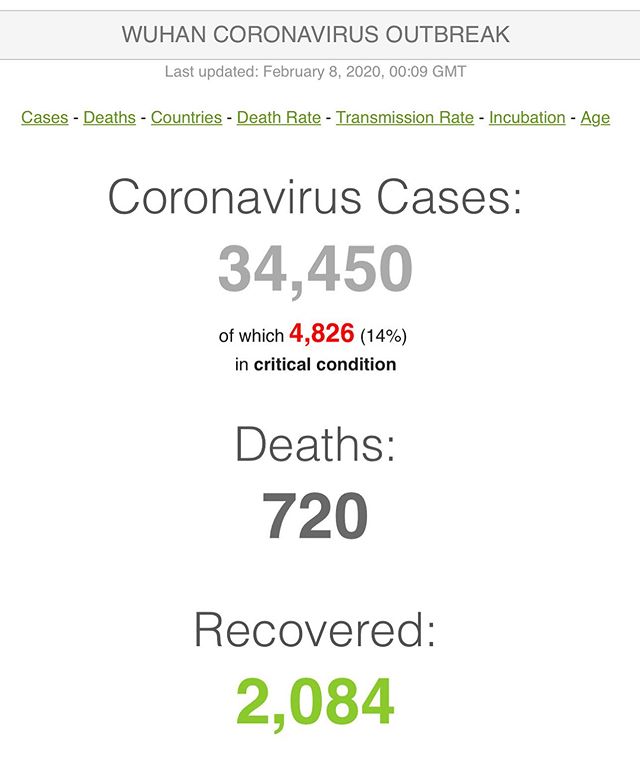 WUHAN CORONAVIRUS OUTBREAK
Last updated: February 8, 2020, 00:09 GMT
Cases - Deaths - Countries - Death Rate - Transmission Rate - Incubation - Age
Coronavirus Cases:
34,450
of which 4,826 (14%)
in critical condition
Deaths:
720
Recovered:
2,084